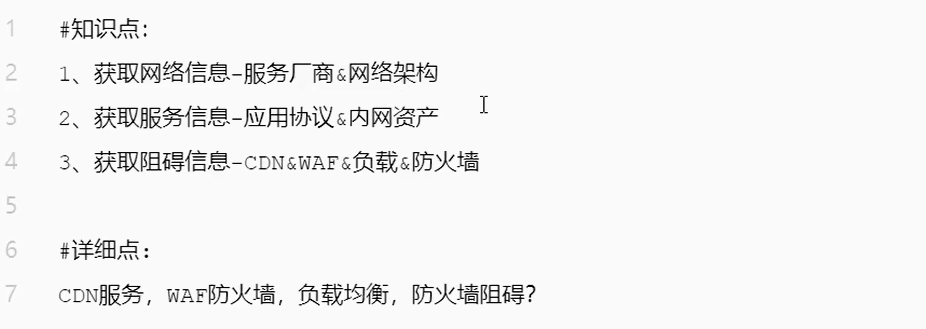 1 #知识点:
2 1、获取网络信息-服务厂商&网络架构
3 2、获取服务信息-应用协议&内网资产
4 3、获取阻碍信息-CDN&WAF&负载&防火墙
5
6 #详细点:
7 CDN服务，WAF防火墙，负载均衡，防火墙阻碍？